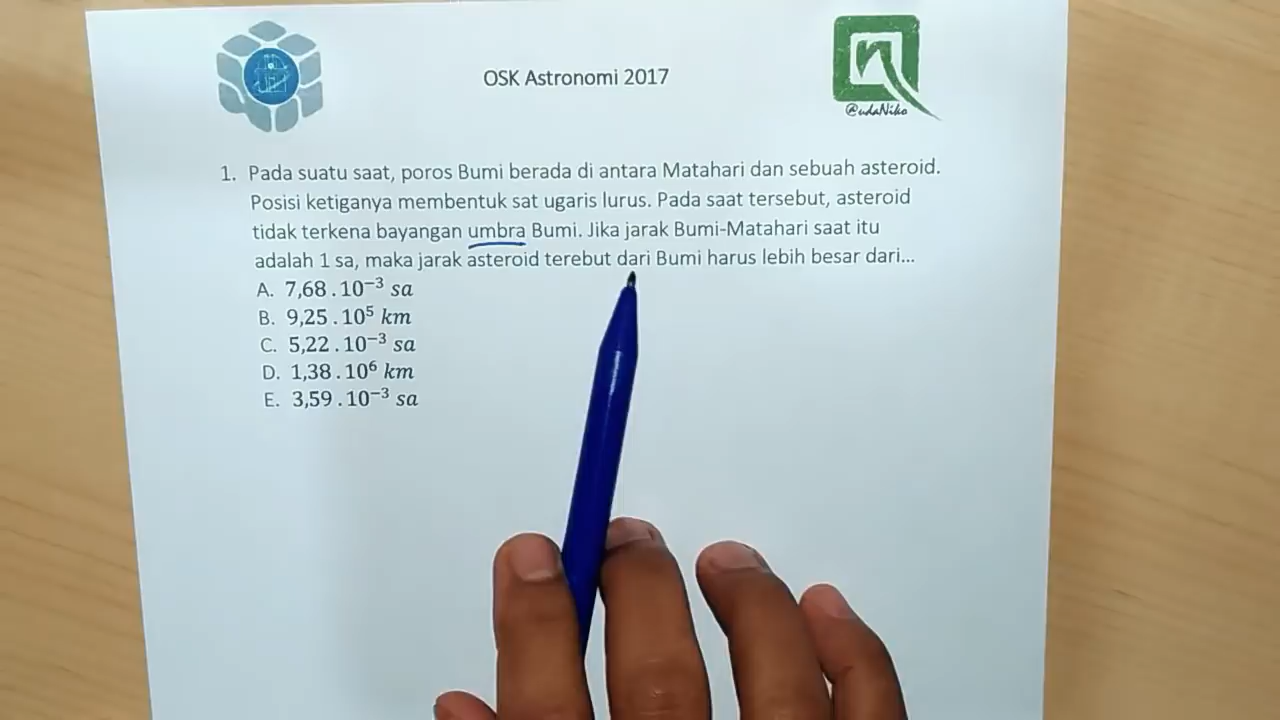 OSK Astronomi 2017
@udaNiko
1. Pada suatu saat, poros Bumi berada di antara Matahari dan sebuah asteroid.
Posisi ketiganya membentuk sat ugaris lurus. Pada saat tersebut, asteroid
tidak terkena bayangan umbra Bumi. Jika jarak Bumi-Matahari saat itu
adalah 1 sa, maka jarak asteroid terebut dari Bumi harus lebih besar dari...
A. 7,68 . 10⁻³ sa
B. 9,25 . 10⁵ km
C. 5,22 . 10⁻³ sa
D. 1,38 . 10⁶ km
E. 3,59 . 10⁻³ sa